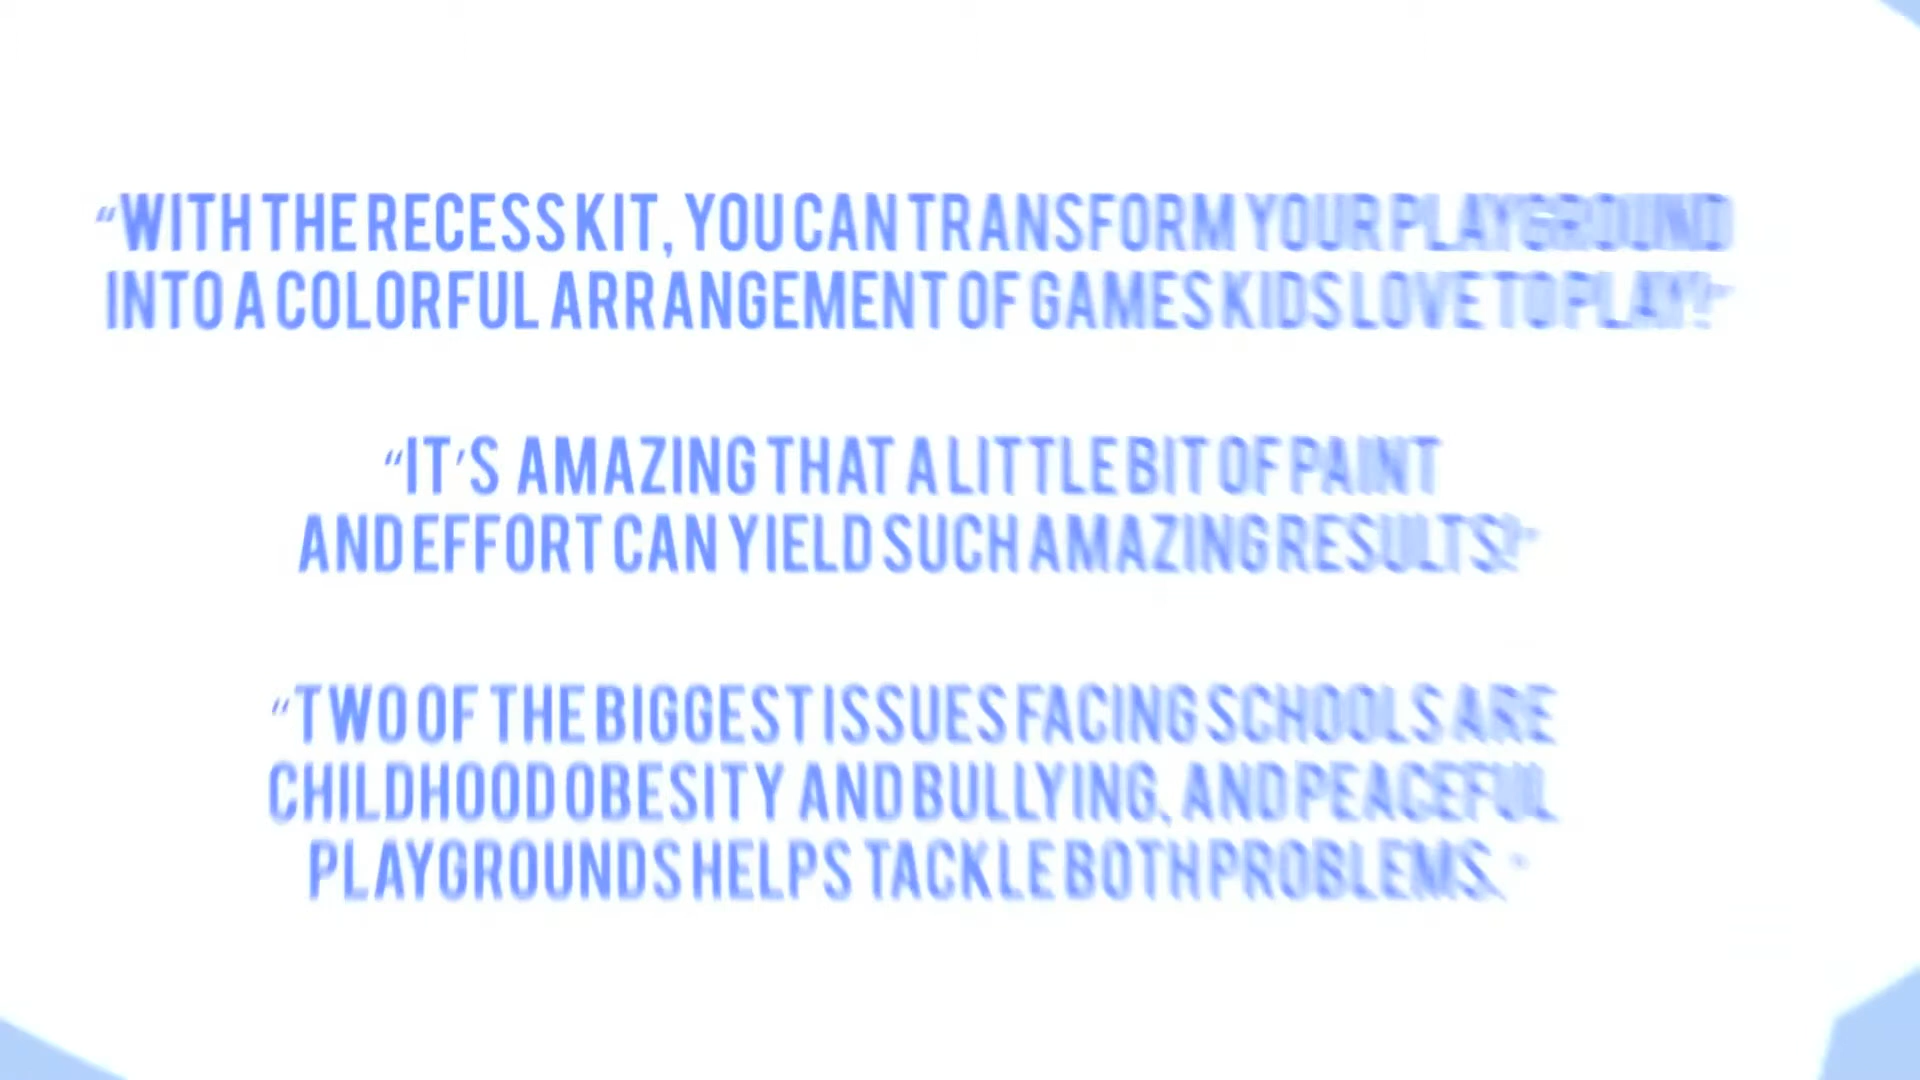 “WITH THE RECESS KIT, YOU CAN TRANSFORM YOUR PLAYGROUND
INTO A COLORFUL ARRANGEMENT OF GAMES KIDS LOVE TO PLAY!”
“IT'S AMAZING THAT A LITTLE BIT OF PAINT
AND EFFORT CAN YIELD SUCH AMAZING RESULTS!”
“TWO OF THE BIGGEST ISSUES FACING SCHOOLS ARE
CHILDHOOD OBESITY AND BULLYING, AND PEACEFUL
PLAYGROUNDS HELPS TACKLE BOTH PROBLEMS.”